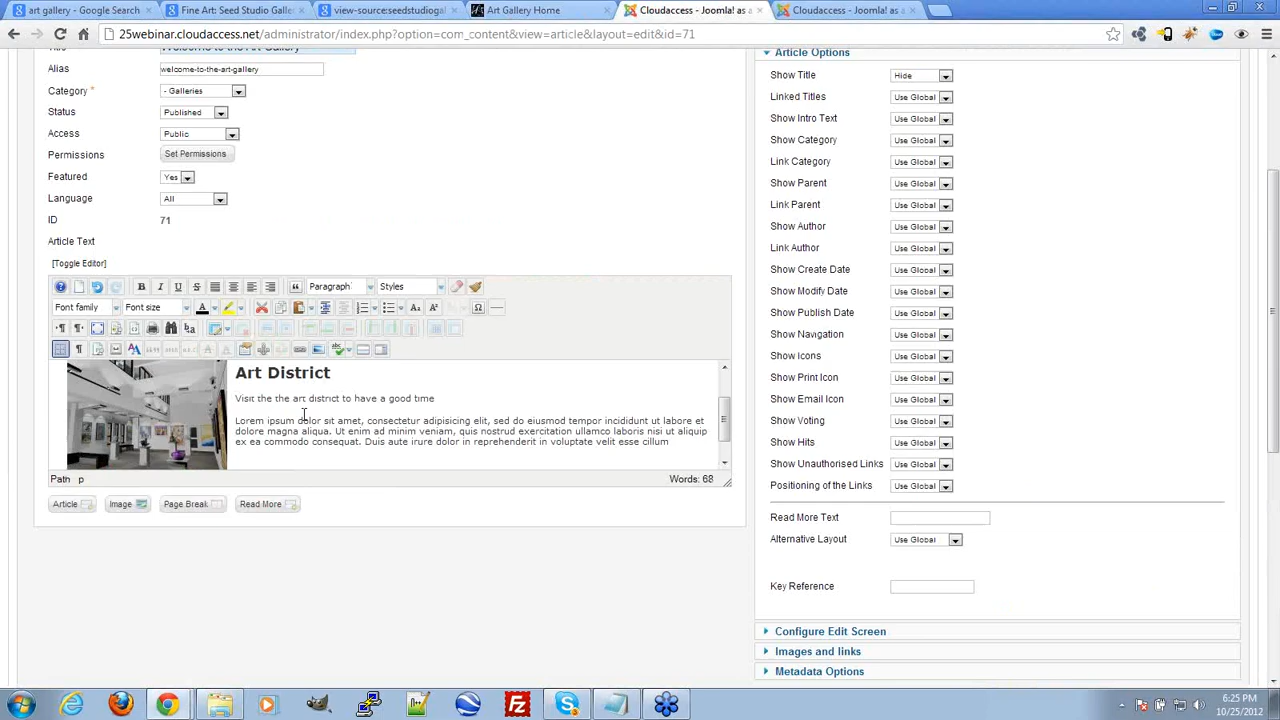 art gallery - Google Search
Fine Art: Seed Studio Galle
view-source:seedstudiogal
Art Gallery Home
Cloudaccess - Joomla! as a
Cloudaccess - Joomla! as a
25webinar.cloudaccess.net/administrator/index.php?option=com_content&view=article&layout=edit&id=71
Welcome to the Art Gallery
Alias welcome-to-the-art-gallery
Category * - Galleries
Status Published
Access Public
Permissions Set Permissions
Featured Yes
Language All
ID 71
Article Text
[Toggle Editor]
Paragraph Styles
Font family Font size
Art District
Visit the the art district to have a good time
Lorem ipsum dolor sit amet, consectetur adipisicing elit, sed do eiusmod tempor incididunt ut labore et
dolore magna aliqua. Ut enim ad minim veniam, quis nostrud exercitation ullamco laboris nisi ut aliquip
ex ea commodo consequat. Duis aute irure dolor in reprehenderit in voluptate velit esse cillum
Path p Words: 68
Article Image Page Break Read More
Article Options
Show Title Hide
Linked Titles Use Global
Show Intro Text Use Global
Show Category Use Global
Link Category Use Global
Show Parent Use Global
Link Parent Use Global
Show Author Use Global
Link Author Use Global
Show Create Date Use Global
Show Modify Date Use Global
Show Publish Date Use Global
Show Navigation Use Global
Show Icons Use Global
Show Print Icon Use Global
Show Email Icon Use Global
Show Voting Use Global
Show Hits Use Global
Show Unauthorised Links Use Global
Positioning of the Links Use Global
Read More Text
Alternative Layout Use Global
Key Reference
Configure Edit Screen
Images and links
Metadata Options
6:25 PM
10/25/2012